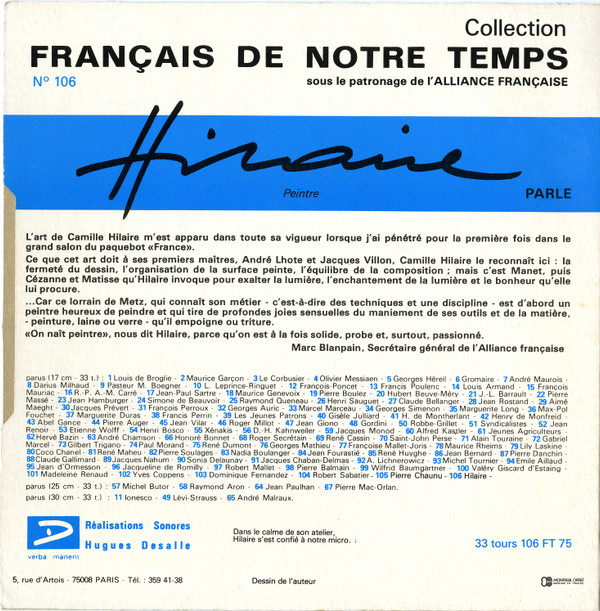 Collection
FRANÇAIS DE NOTRE TEMPS
Nº 106
sous le patronage de l'ALLIANCE FRANÇAISE
Hilaire
Peintre
PARLE
L'art de Camille Hilaire m'est apparu dans toute sa vigueur lorsque j'ai pénétré pour la première fois dans le
grand salon du paquebot «France».
Ce que cet art doit à ses premiers maîtres, André Lhote et Jacques Villon, Camille Hilaire le reconnaît ici : la
fermeté du dessin, l'organisation de la surface peinte, l'équilibre de la composition ; mais c'est Manet, puis
Cézanne et Matisse qu'Hilaire invoque pour exalter la lumière, l'enchantement de la lumière et le bonheur qu'elle
lui procure.
...Car ce lorrain de Metz, qui connaît son métier - c'est-à-dire des techniques et une discipline - est d'abord un
peintre heureux de peindre et qui tire de profondes joies sensuelles du maniement de ses outils et de la matière,
- peinture, laine ou verre - qu'il empoigne ou triture.
«On naît peintre», nous dit Hilaire, parce qu'on est à la fois solide, probe et, surtout, passionné.
Marc Blanpain, Secrétaire général de l'Alliance française
parus (17 cm - 33 t.) : 1 Louis de Broglie - 2 Maurice Garçon - 3 Le Corbusier - 4 Olivier Messiaen - 5 Georges Héreil - 6 Gromaire - 7 André Maurois -
8 Darius Milhaud - 9 Pasteur M. Boegner - 10 L. Leprince-Ringuet - 12 François-Poncet - 13 Francis Poulenc - 14 Louis Armand - 15 François
Mauriac - 16 R.-P. A.-M. Carré - 17 Jean-Paul Sartre - 18 Maurice Genevoix - 19 Pierre Boulez - 20 Hubert Beuve-Méry - 21 J.-L. Barrault - 22 Pierre
Massé - 23 Jean Hamburger - 24 Simone de Beauvoir - 25 Raymond Queneau - 26 Henri Sauguet - 27 Claude Bellanger - 28 Jean Rostand - 29 Aimé
Maeght - 30 Jacques Prévert - 31 François Perroux - 32 Georges Auric - 33 Marcel Marceau - 34 Georges Simenon - 35 Marguerite Long - 36 Max-Pol
Fouchet - 37 Marguerite Duras - 38 Francis Perrin - 39 Les Jeunes Patrons - 40 Gisèle Julliard - 41 H. de Monfreid - 42 Henry de Monfreid -
43 Abel Gance - 44 Pierre Auger - 45 Jean Vilar - 46 Roger Millot - 47 Jean Giono - 48 Gordini - 50 Robbe-Grillet - 51 Syndicalistes - 52 Jean
Renoir - 53 Etienne Wolff - 54 Henri Bosco - 55 Xénakis - 56 D.-H. Kahnweiler - 59 Jacques Monod - 60 Alfred Kasler - 61 Jeunes Agriculteurs -
62 Hervé Bazin - 63 André Chamson - 66 Honoré Bonnet - 68 Roger Secrétain - 69 René Cassin - 70 Saint-John Perse - 71 Alain Touraine - 72 Gabriel
Marcel - 73 Gilbert Trigano - 74 Paul Morand - 75 René Dumont - 76 Georges Mathieu - 77 Françoise Mallet-Joris - 78 Maurice Rheims - 79 Lily Laskine
80 Coco Chanel - 81 René Maheu - 82 Pierre Soulages - 83 Nadia Boulanger - 84 Jean Fourastié - 85 René Huyghe - 86 Jean Bernard - 87 Pierre Danchin -
88 Claude Gallimard - 89 Serge Lifar - 90 Sonia Delaunay - 91 Jacques Chaban-Delmas - 92 A. Lichnerowicz - 93 Michel Tournier - 94 Emile Aillaud -
95 Jean d'Ormesson - 96 Jacqueline de Romilly - 97 Robert Mallet - 98 Pierre Balmain - 99 Wilfrid Baumgartner - 100 Valéry Giscard d'Estaing -
101 Madeleine Renaud - 102 Yves Coppens - 103 Dominique Fernandez - 104 Robert Sabatier - 105 Pierre Chaunu - 106 Hilaire -
parus (25 cm - 33 t.) : 57 Michel Butor - 58 Raymond Aron - 64 Jean Paulhan - 67 Pierre Mac-Orlan.
parus (30 cm - 33 t.) : 11 Ionesco - 49 Lévi-Strauss - 65 André Malraux.
Réalisations Sonores
Hugues Desalle
verba manent
Dans le calme de son atelier,
Hilaire s'est confié à notre micro.
33 tours 106 FT 75
5, rue d'Artois - 75008 PARIS - Tél. : 359 41-38
Dessin de l'auteur